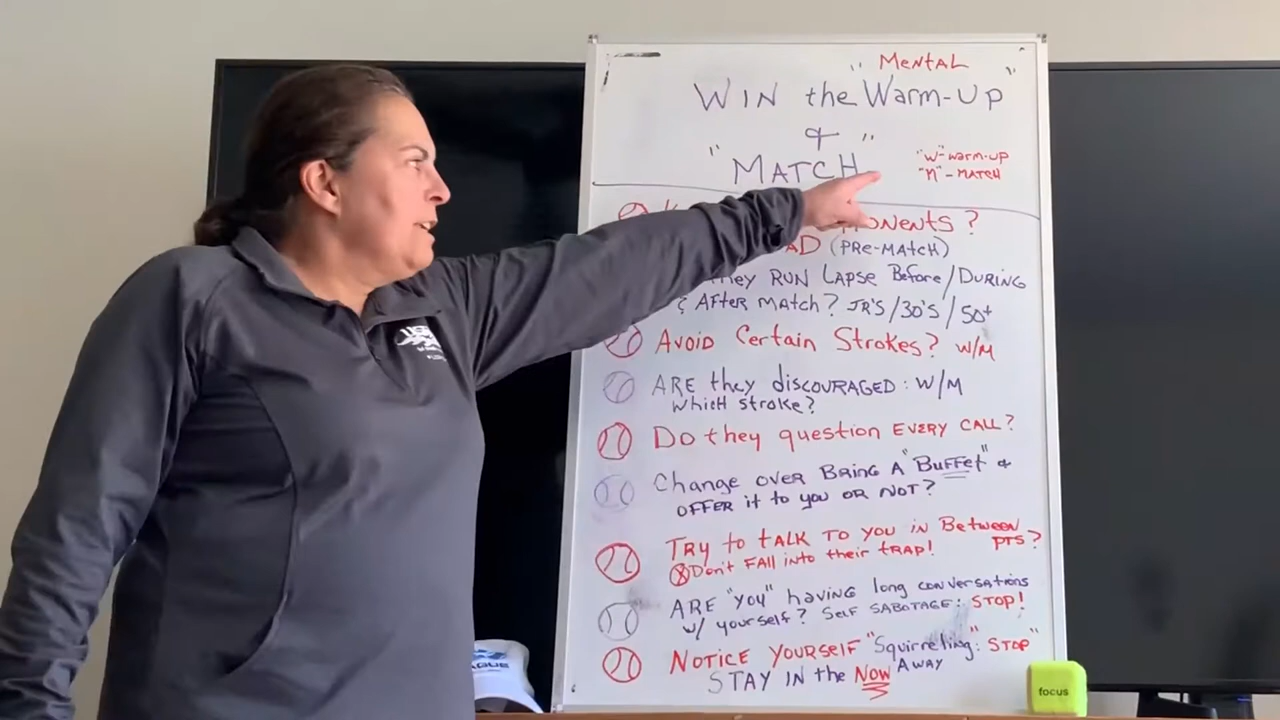 "Mental"
WIN the Warm-Up
&
"MATCH"
"W"-warm-up
"M"-MATCH
ONENTS?
AD (PRE-MATCH)
they RUN LAPSE Before/DURING
& AFTER MATCH? JR'S/30'S/50+
AVOID Certain Strokes? W/M
ARE they DISCOURAGED: W/M
which stroke?
Do they question EVERY CALL?
Change over BRING A "BuFFet" &
OFFER it to you OR NOT?
TRY to tALK TO YOU IN Between
PTS?
X Don't FALL into their tRAP!
ARE "you" having long conversations
w/ yourself? Self SABOTAGE: STOP!
NOTICE YOURSELF "Squirreling": STOP"
STAY IN the NOW AWAY
AGUE
focus